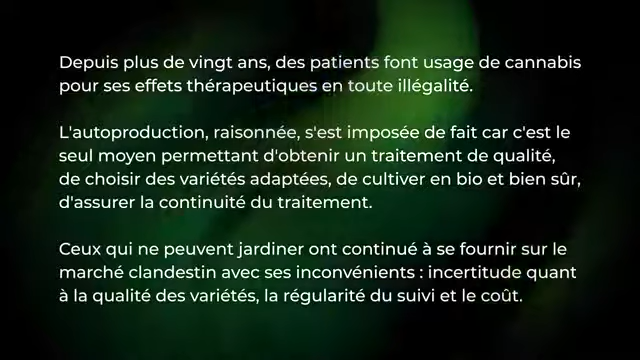 Depuis plus de vingt ans, des patients font usage de cannabis
pour ses effets thérapeutiques en toute illégalité.
L'autoproduction, raisonnée, s'est imposée de fait car c'est le
seul moyen permettant d'obtenir un traitement de qualité,
de choisir des variétés adaptées, de cultiver en bio et bien sûr,
d'assurer la continuité du traitement.
Ceux qui ne peuvent jardiner ont continué à se fournir sur le
marché clandestin avec ses inconvénients : incertitude quant
à la qualité des variétés, la régularité du suivi et le coût.